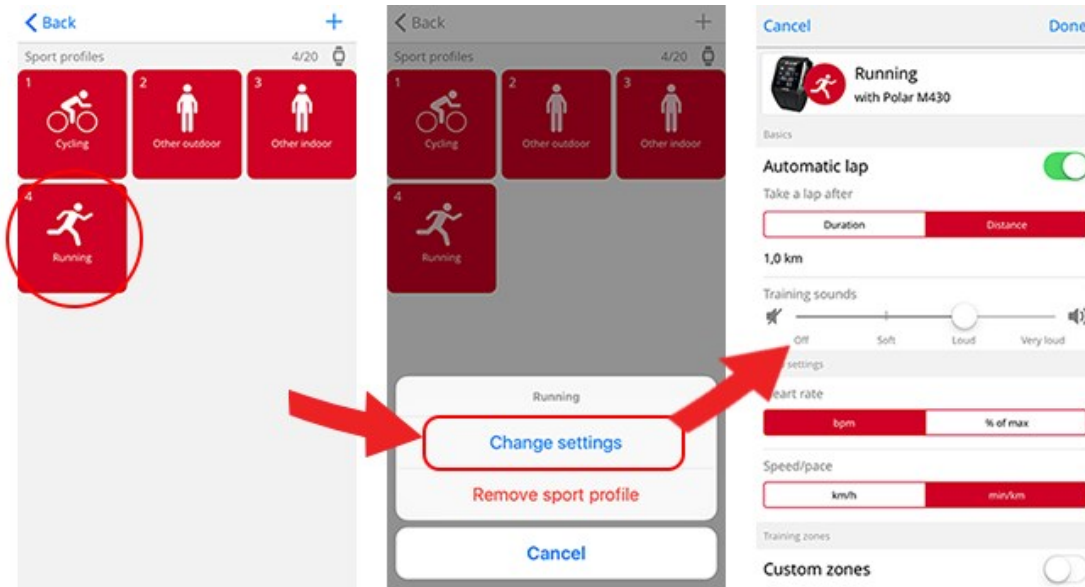 Back
+
Sport profiles 4/20
1 2 3
Cycling Other outdoor Other indoor
4
Running
Back
+
Sport profiles 4/20
1 2 3
Cycling Other outdoor Other indoor
4
Running
Running
Change settings
Remove sport profile
Cancel
Cancel Done
Running
with Polar M430
Basics
Automatic lap
Take a lap after
Duration Distance
1,0 km
Training sounds
Off Soft Loud Very loud
settings
eart rate
bpm % of max
Speed/pace
km/h min/km
Training zones
Custom zones